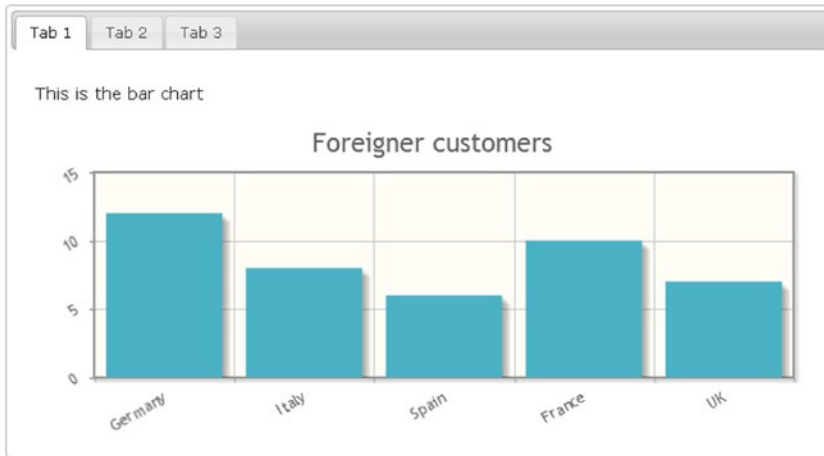 Tab 1 Tab 2 Tab 3
This is the bar chart
Foreigner customers
15
10
5
0
Germany Italy Spain France UK